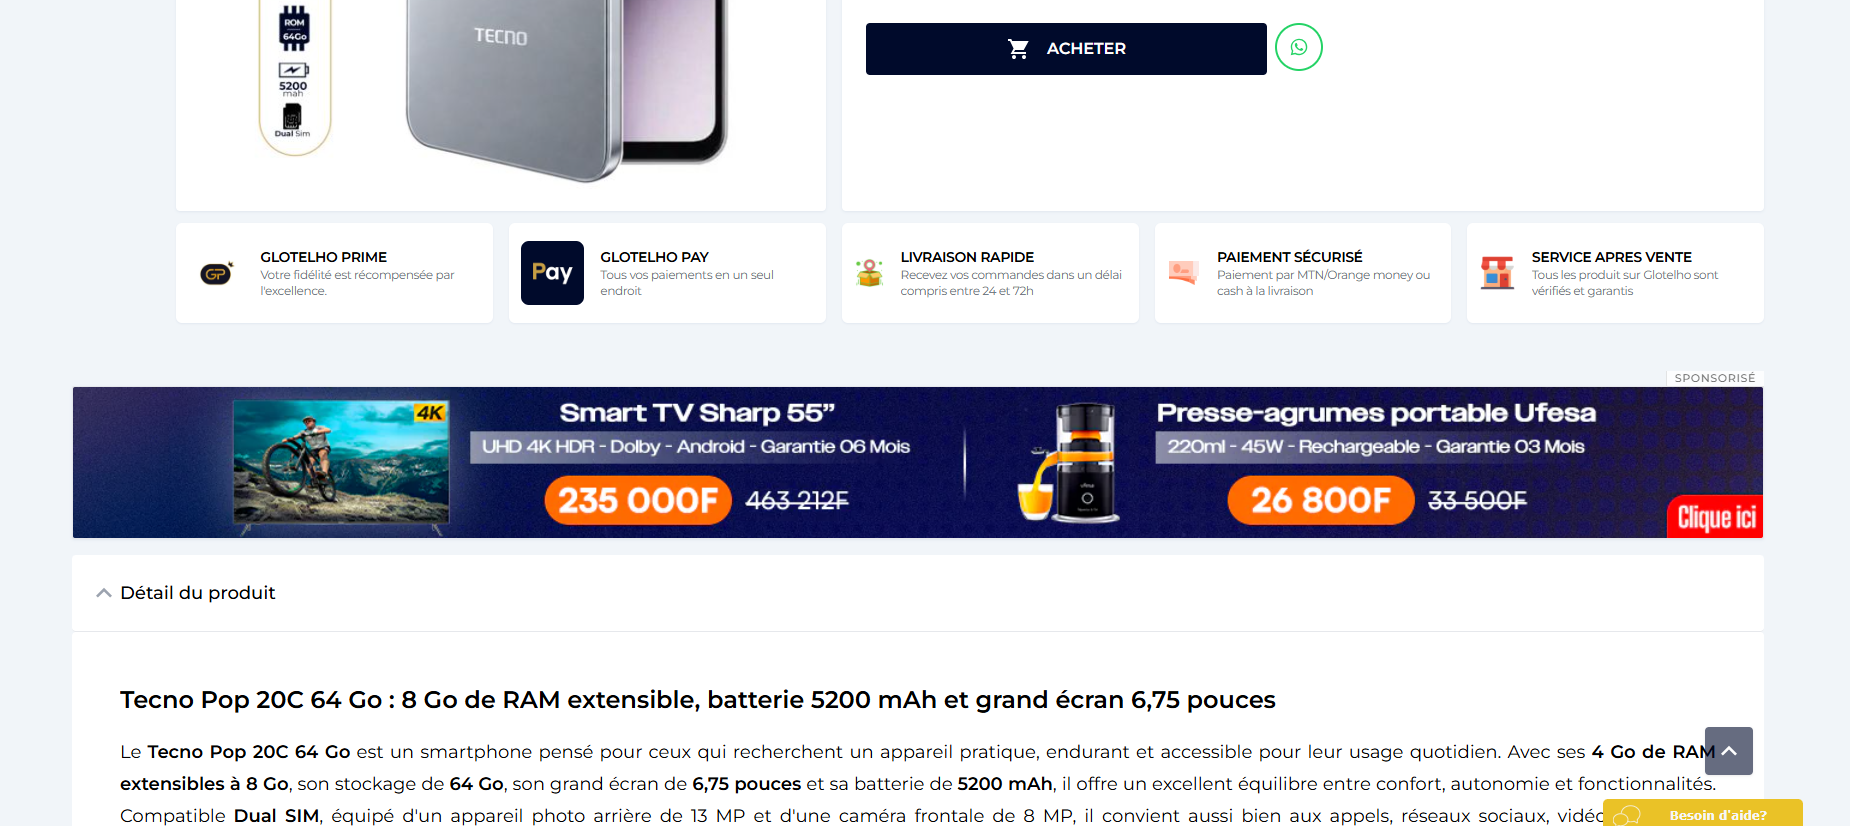 ROM
64Go
5200
mah
Dual Sim
TECNO
ACHETER
GLOTELHO PRIME
Votre fidélité est récompensée par
l'excellence.
Pay
GLOTELHO PAY
Tous vos paiements en un seul
endroit
LIVRAISON RAPIDE
Recevez vos commandes dans un délai
compris entre 24 et 72h
PAIEMENT SÉCURISÉ
Paiement par MTN/Orange money ou
cash à la livraison
SERVICE APRES VENTE
Tous les produit sur Glotelho sont
vérifiés et garantis
SPONSORISÉ
4K
Smart TV Sharp 55”
UHD 4K HDR - Dolby - Android - Garantie 06 Mois
235 000F 463 212F
Presse-agrumes portable Ufesa
220ml - 45W - Rechargeable - Garantie 03 Mois
26 800F 33 500F
Clique ici
Détail du produit
Tecno Pop 20C 64 Go : 8 Go de RAM extensible, batterie 5200 mAh et grand écran 6,75 pouces
Le Tecno Pop 20C 64 Go est un smartphone pensé pour ceux qui recherchent un appareil pratique, endurant et accessible pour leur usage quotidien. Avec ses 4 Go de RAM
extensibles à 8 Go, son stockage de 64 Go, son grand écran de 6,75 pouces et sa batterie de 5200 mAh, il offre un excellent équilibre entre confort, autonomie et fonctionnalités.
Compatible Dual SIM, équipé d'un appareil photo arrière de 13 MP et d'une caméra frontale de 8 MP, il convient aussi bien aux appels, réseaux sociaux,
Besoin d'aide?